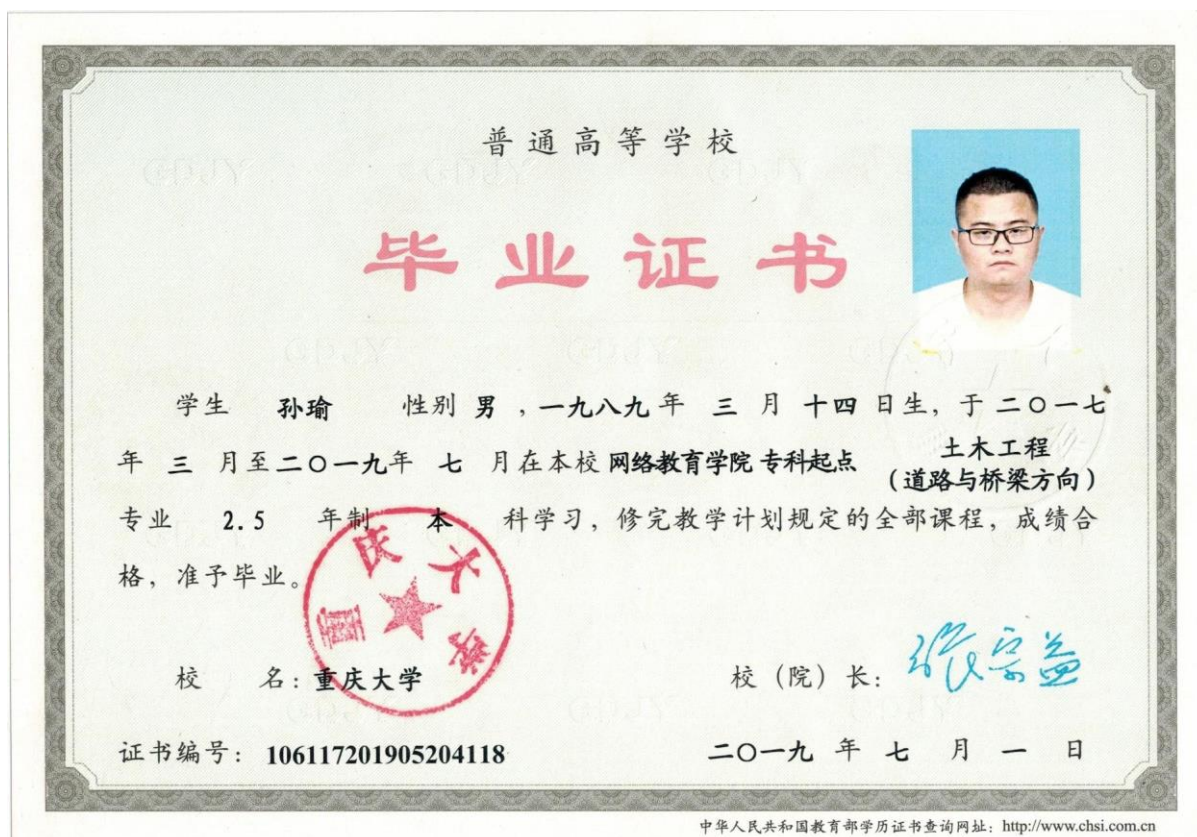 普通高等学校
毕业证书
学生 孙瑜 性别 男 ，一九八九 年 三 月 十四 日生，于 二〇一七
年 三 月至 二〇一九 年 七 月在本校 网络教育学院 专科起点 土木工程
（道路与桥梁方向）
专业 2.5 年制 本 科学习，修完教学计划规定的全部课程，成绩合
格，准予毕业。
重庆大学
校 名：重庆大学 校（院）长：张宗益
证书编号：106117201905204118 二〇一九 年 七 月 一 日
中华人民共和国教育部学历证书查询网址：http://www.chsi.com.cn